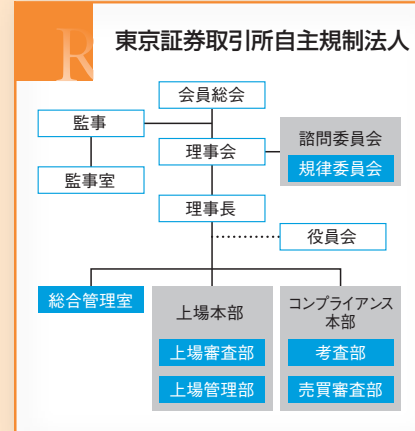 R
東京証券取引所自主規制法人
会員総会
監事
理事会
諮問委員会
規律委員会
監事室
理事長
役員会
総合管理室
上場本部
上場審査部
上場管理部
コンプライアンス
本部
考査部
売買審査部